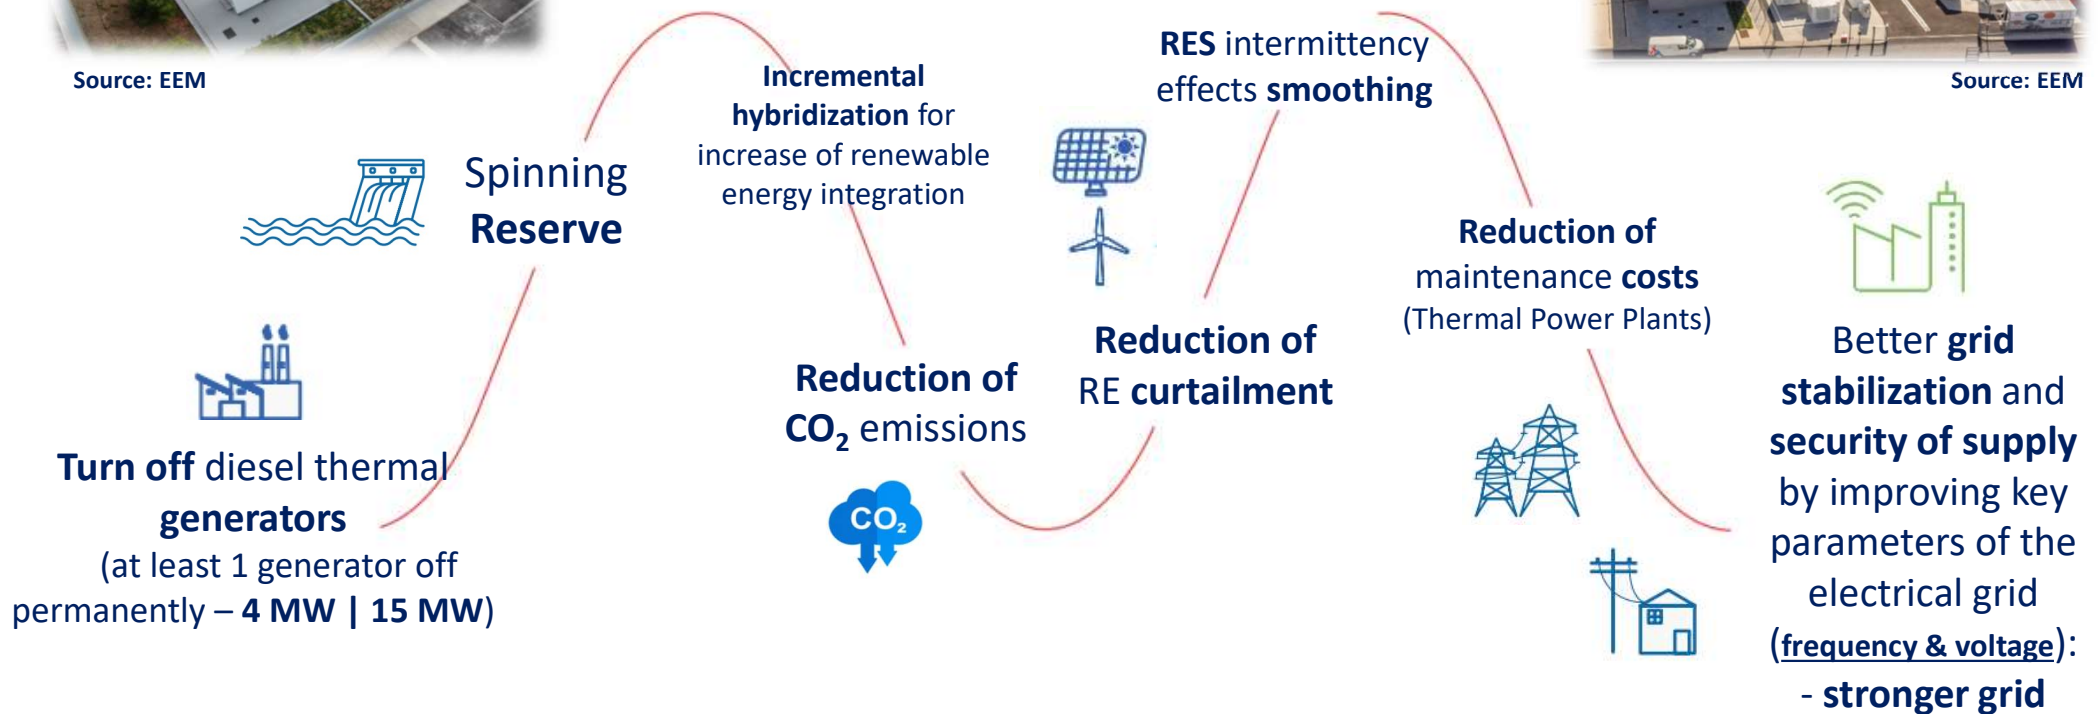 Source: EEM
Source: EEM
Turn off diesel thermal
generators
(at least 1 generator off
permanently – 4 MW | 15 MW)
Spinning
Reserve
Incremental
hybridization for
increase of renewable
energy integration
Reduction of
CO₂ emissions
CO₂
Reduction of
RE curtailment
RES intermittency
effects smoothing
Reduction of
maintenance costs
(Thermal Power Plants)
Better grid
stabilization and
security of supply
by improving key
parameters of the
electrical grid
(frequency & voltage):
- stronger grid